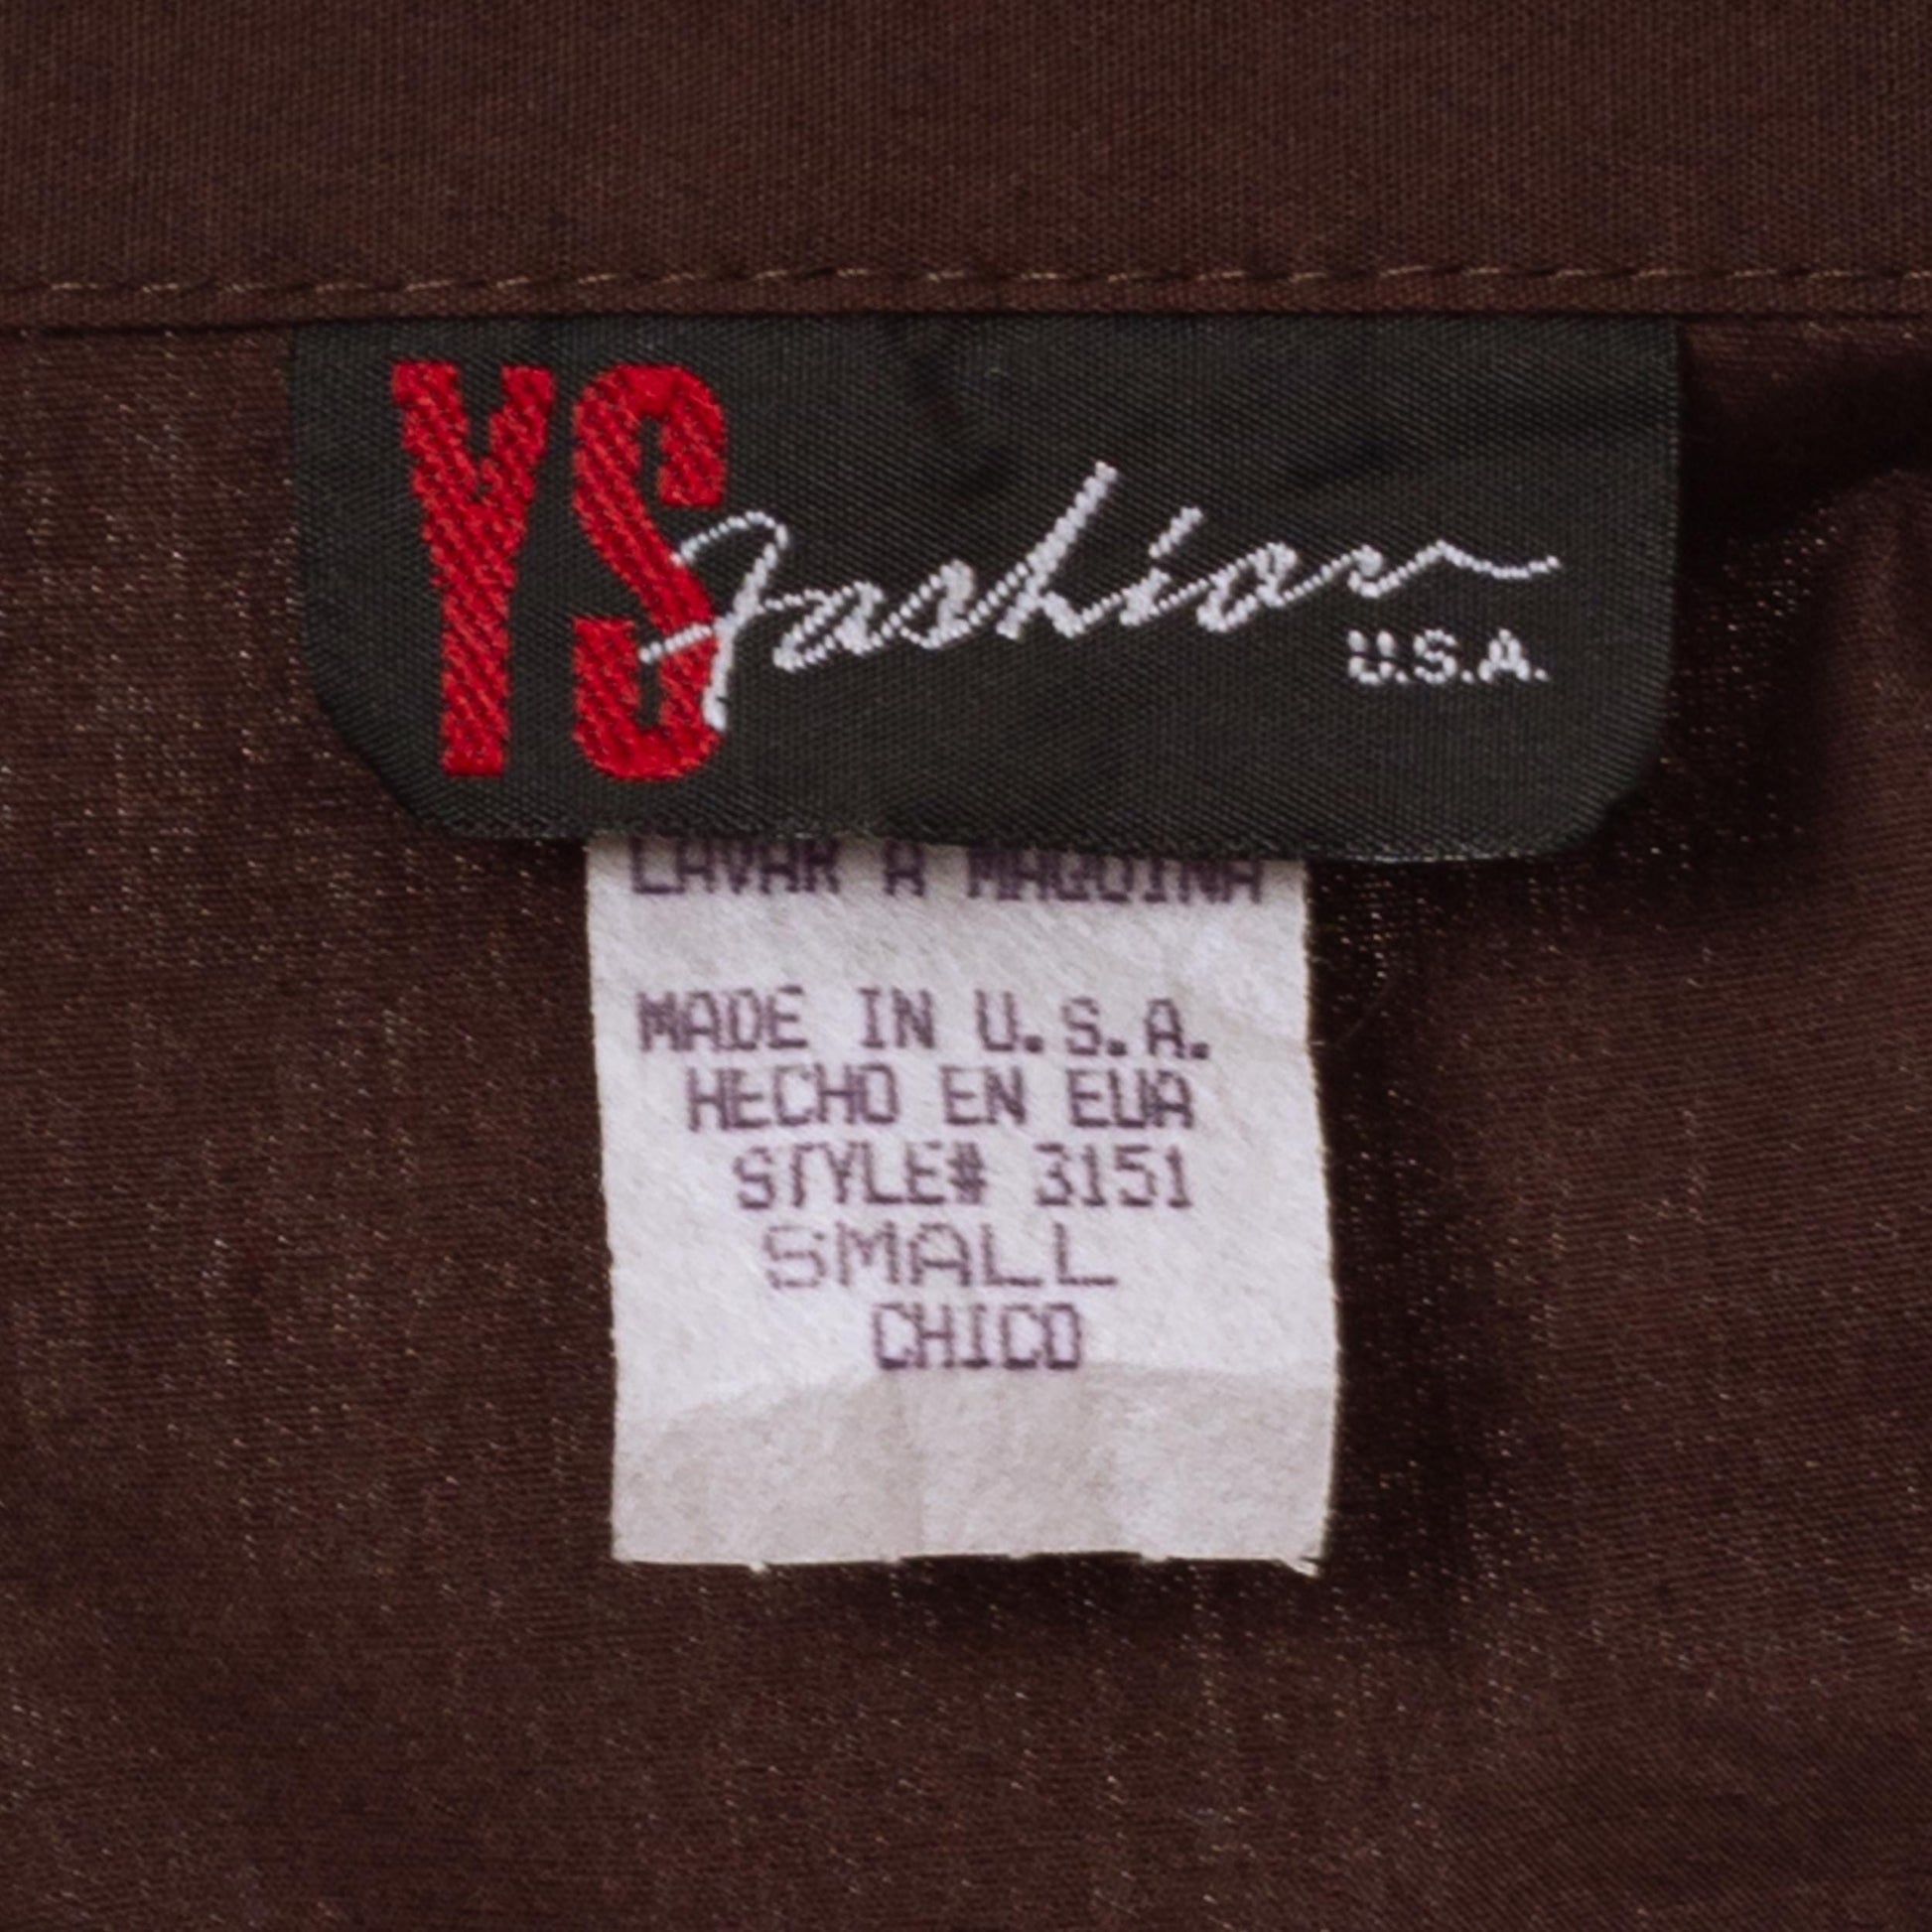 YS Fashion
U.S.A.
LAVAR A MAQUINA
MADE IN U.S.A.
HECHO EN EUA
STYLE# 3151
SMALL
CHICO